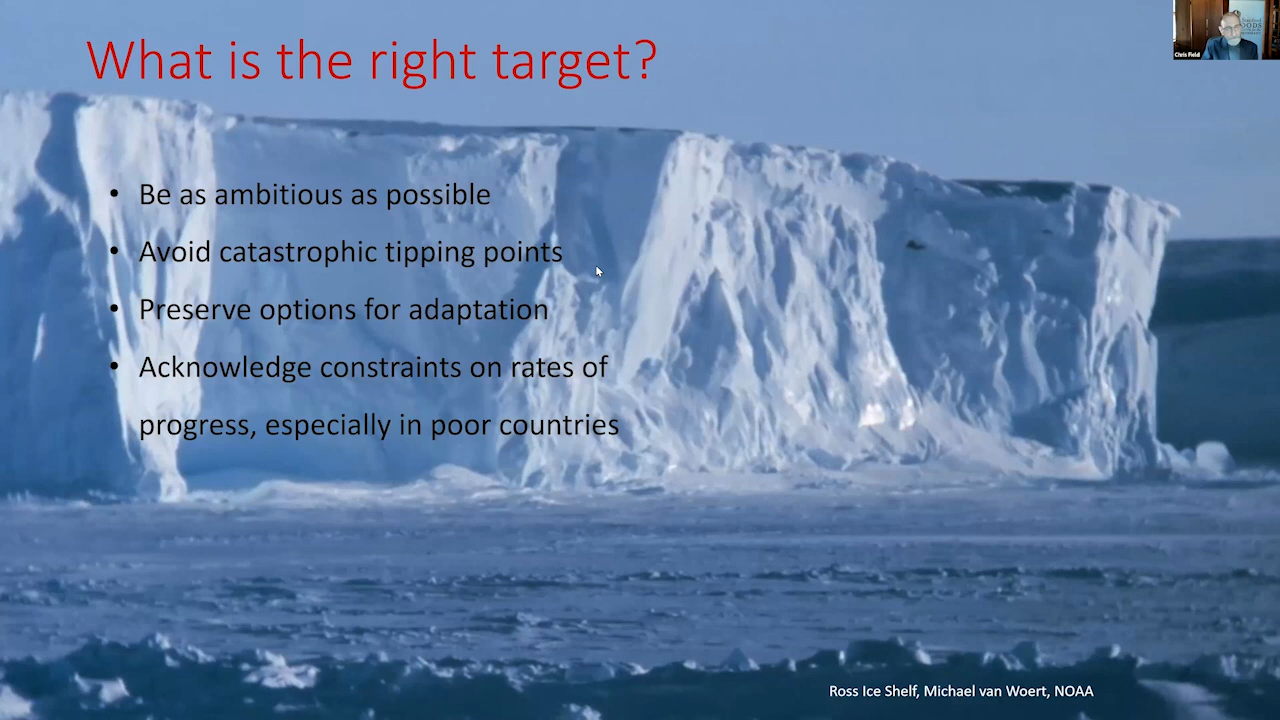 What is the right target?
• Be as ambitious as possible
• Avoid catastrophic tipping points
• Preserve options for adaptation
• Acknowledge constraints on rates of
progress, especially in poor countries
Ross Ice Shelf, Michael van Woert, NOAA
Chris Field